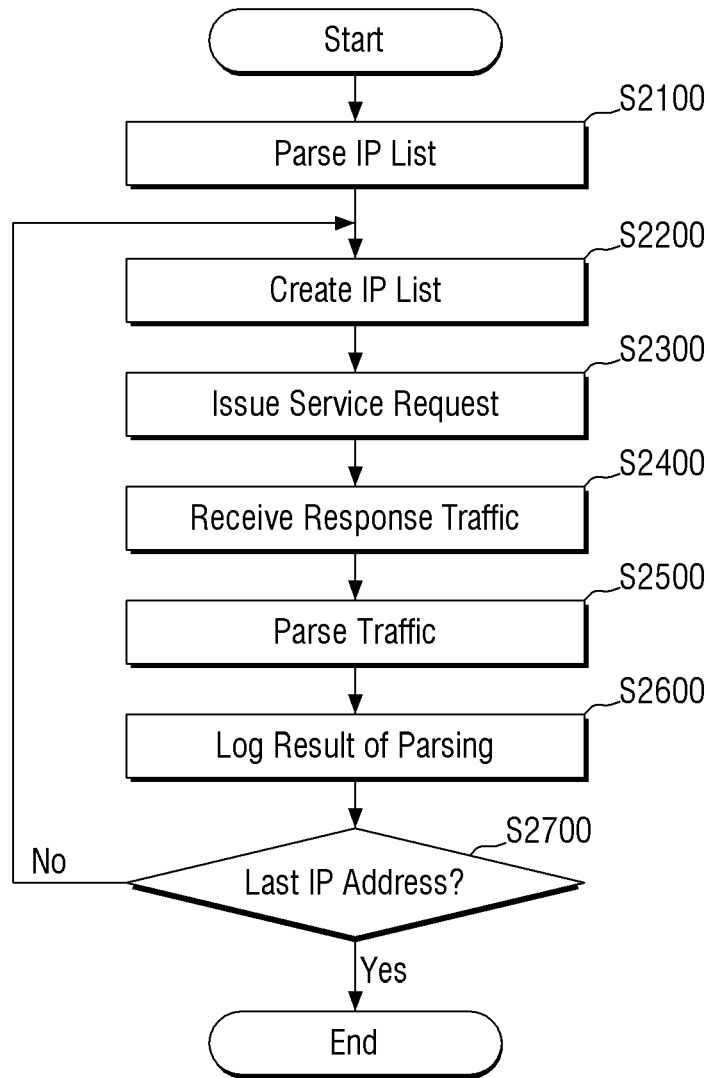 Start
S2100
Parse IP List
S2200
Create IP List
S2300
Issue Service Request
S2400
Receive Response Traffic
S2500
Parse Traffic
S2600
Log Result of Parsing
S2700
No
Last IP Address?
Yes
End